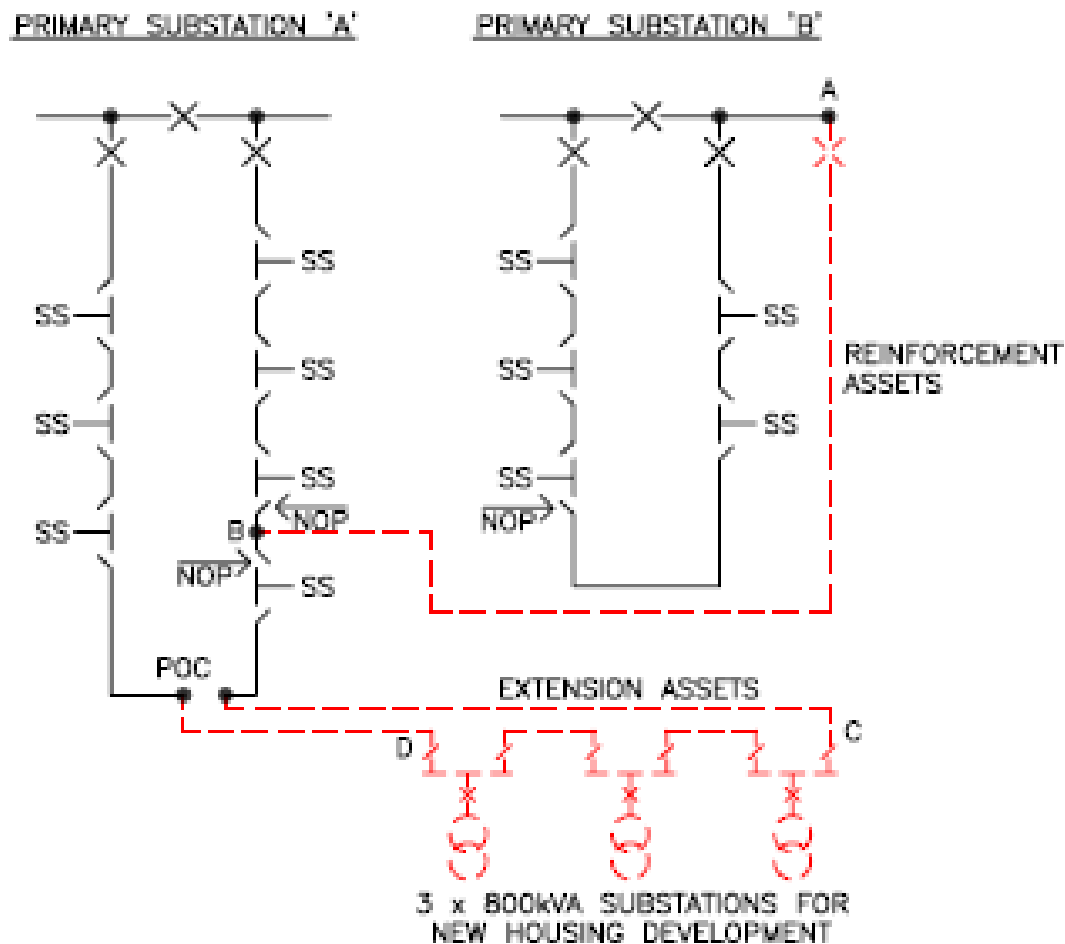 PRIMARY SUBSTATION 'A'
PRIMARY SUBSTATION 'B'
A
SS
SS
SS
SS
REINFORCEMENT
ASSETS
SS
SS
SS
SS
SS
SS
NOP
NOP
SS
B
NOP
SS
POC
EXTENSION ASSETS
D
C
3 x 800kVA SUBSTATIONS FOR
NEW HOUSING DEVELOPMENT